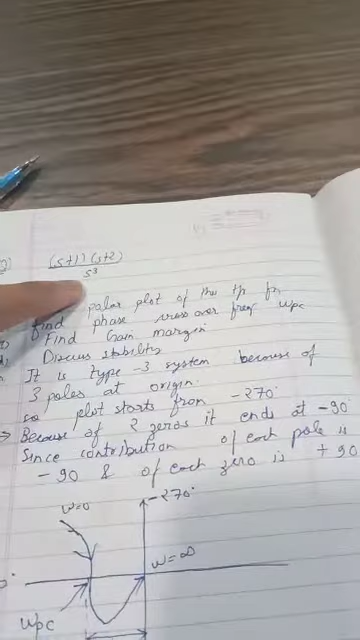 (s+1)(s+2)
s³
polar plot of the tp fn
find phase cross over freq ωpc
Find Gain margin
Discuss stability
It is type -3 system because of
3 poles at origin.
so plot starts from -270°
⇒ Because of 2 zeros it ends at -90°
Since contribution of each pole is
-90 & of each zero is +90
-270°
ω=0
ω=∞
ωpc